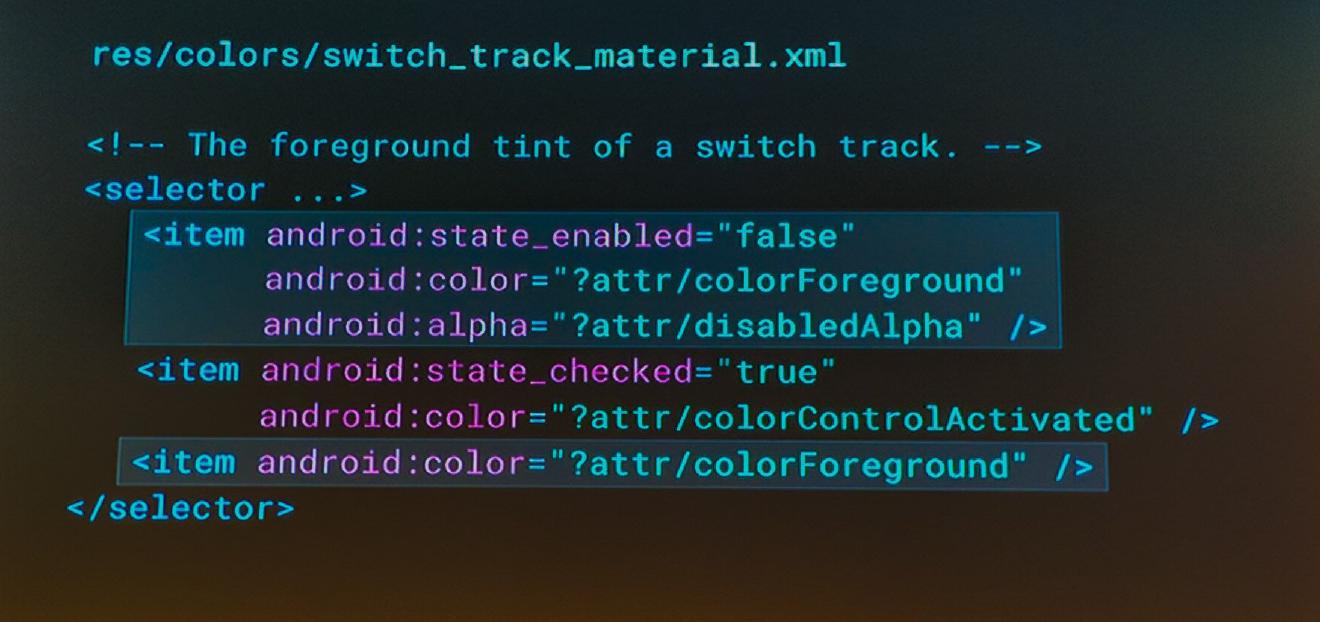 res/colors/switch_track_material.xml
<!-- The foreground tint of a switch track. -->
<selector ...>
<item android:state_enabled="false"
android:color="?attr/colorForeground"
android:alpha="?attr/disabledAlpha" />
<item android:state_checked="true"
android:color="?attr/colorControlActivated" />
<item android:color="?attr/colorForeground" />
</selector>